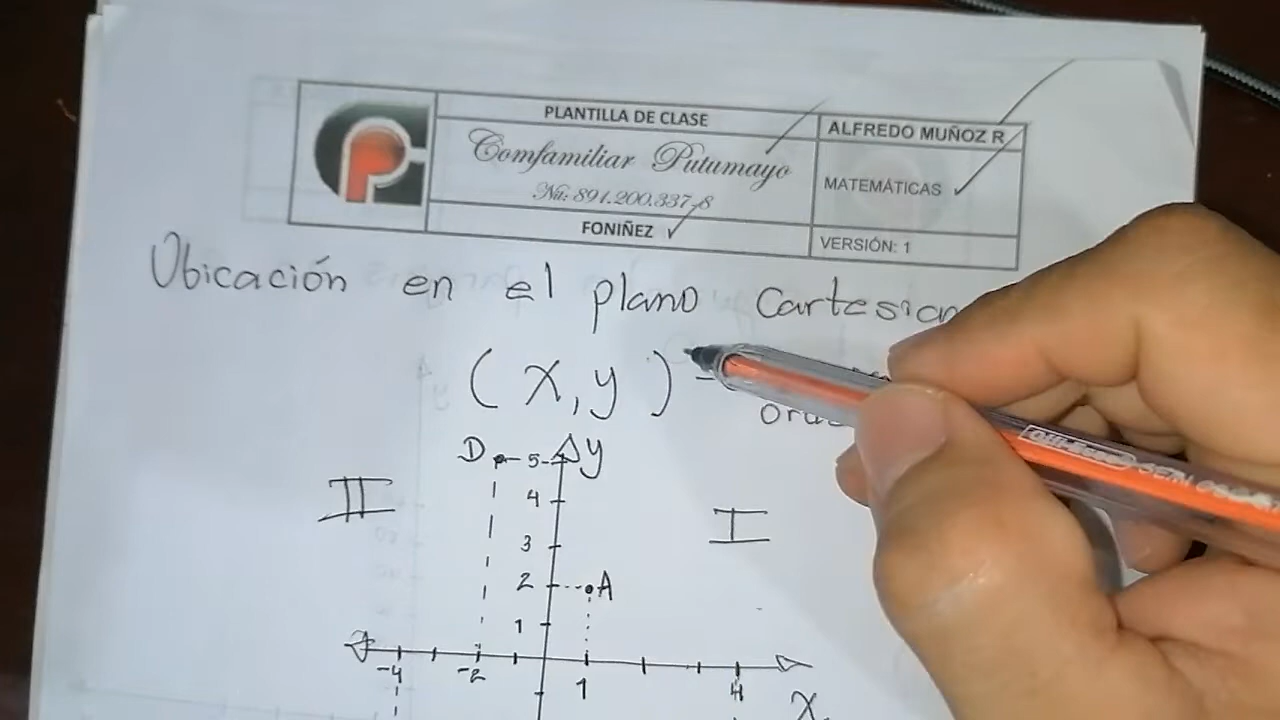 PLANTILLA DE CLASE
ALFREDO MUÑOZ R
Comfamiliar Putumayo
Nit: 891.200.337-8
MATEMÁTICAS
FONIÑEZ
VERSIÓN: 1
Ubicación en el plano
(x, y)
D 5 y
II 4 I
3
2 A
1
-4 -2 1 4
x